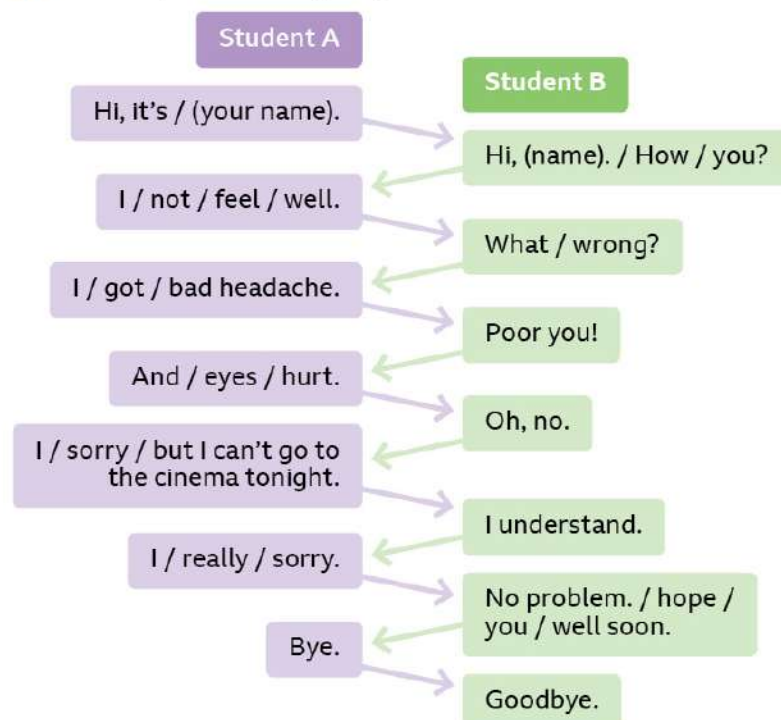 Student A
Student B
Hi, it's / (your name).
Hi, (name). / How / you?
I / not / feel / well.
What / wrong?
I / got / bad headache.
Poor you!
And / eyes / hurt.
Oh, no.
I / sorry / but I can't go to
the cinema tonight.
I understand.
I / really / sorry.
No problem. / hope /
you / well soon.
Bye.
Goodbye.